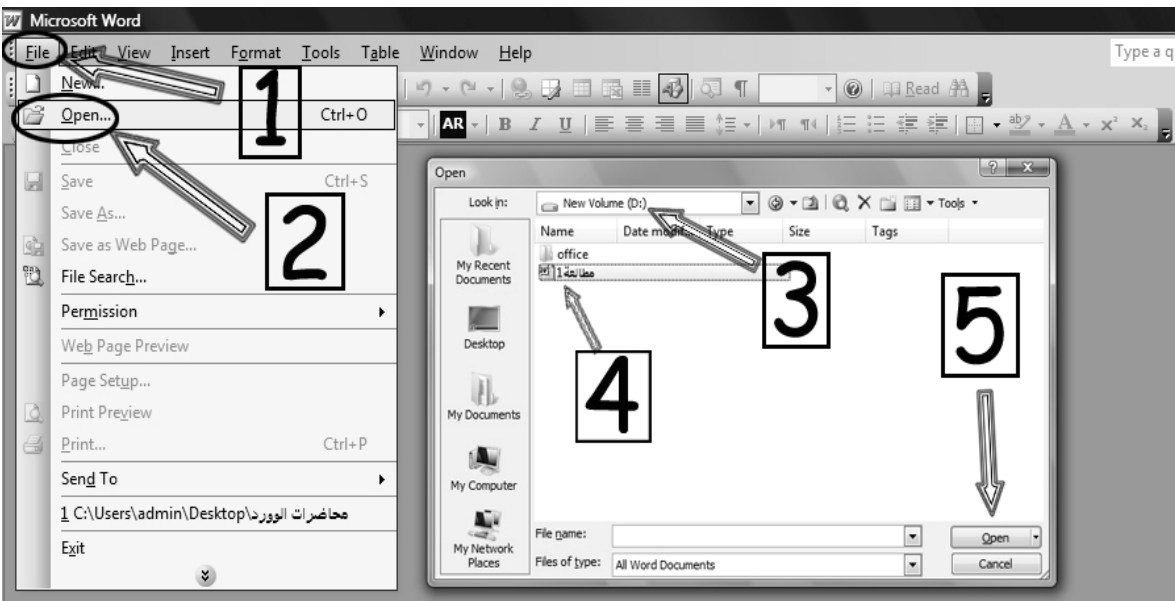 Microsoft Word
File Edit View Insert Format Tools Table Window Help
Type a q
New...
Open... Ctrl+O
Close
Save Ctrl+S
Save As...
Save as Web Page...
File Search...
Permission
Web Page Preview
Page Setup...
Print Preview
Print... Ctrl+P
Send To
1 C:\Users\admin\Desktop\محاضرات الوورد
Exit
1
2
Read
AR B I U
Open
Look in: New Volume (D:) Tools
Name Date modif... Type Size Tags
office
مطالعة1
My Recent
Documents
Desktop
My Documents
My Computer
My Network
Places
3
4
5
File name: Open
Files of type: All Word Documents Cancel